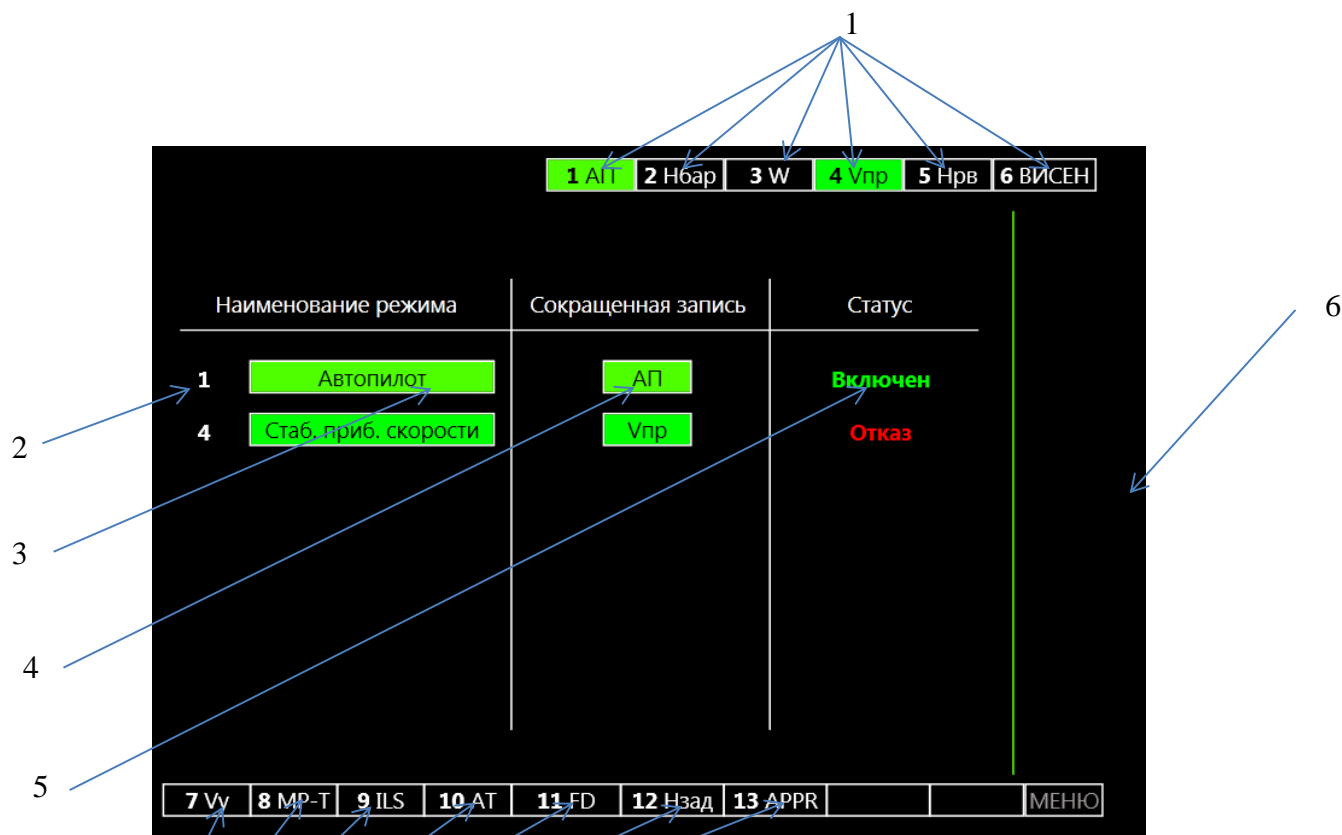 1
1 АП 2 Нбар 3 W 4 Vпр 5 Нрв 6 ВИСЕН
Наименование режима Сокращенная запись Статус
6
1 Автопилот АП Включен
2
4 Стаб. приб. скорости Vпр Отказ
3
4
5
7 Vy 8 МР-Т 9 ILS 10 АТ 11 FD 12 Нзад 13 APPR МЕНЮ